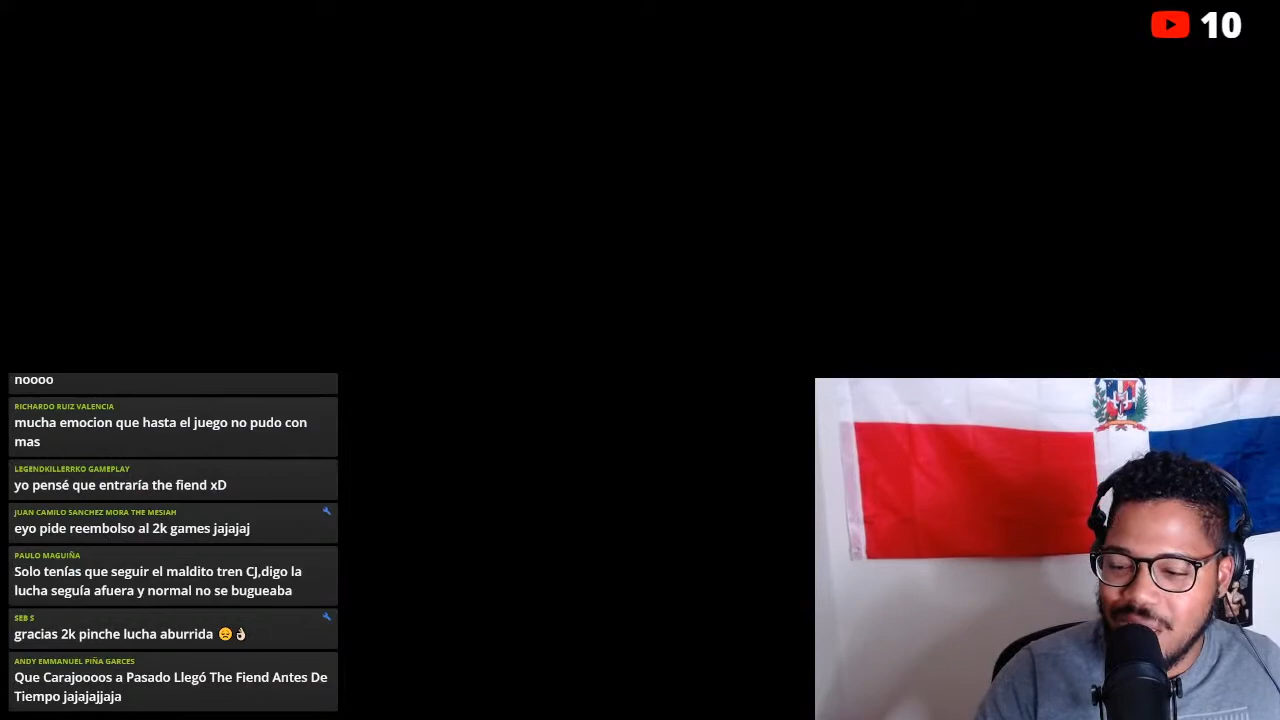 10
noooo
RICHARDO RUIZ VALENCIA
mucha emocion que hasta el juego no pudo con
mas
LEGENDKILLERRKO GAMEPLAY
yo pensé que entraría the fiend xD
JUAN CAMILO SANCHEZ MORA THE MESIAH
eyo pide reembolso al 2k games jajajaj
PAULO MAGUIÑA
Solo tenías que seguir el maldito tren CJ,digo la
lucha seguía afuera y normal no se bugueaba
SEB S
gracias 2k pinche lucha aburrida 😞👌🏻
ANDY EMMANUEL PIÑA GARCES
Que Carajoooos a Pasado Llegó The Fiend Antes De
Tiempo jajajajjaja